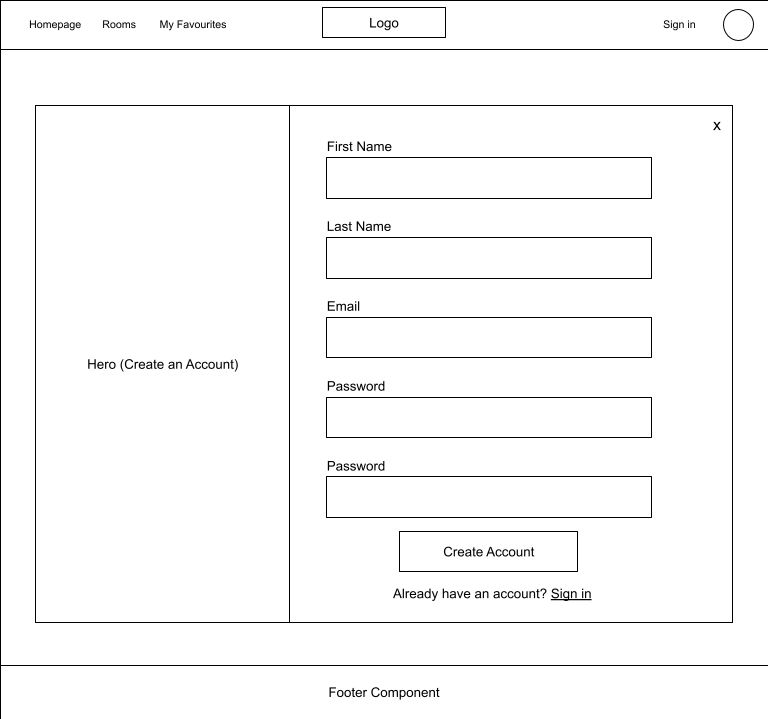 Homepage Rooms My Favourites Logo Sign in
x
First Name
Last Name
Email
Hero (Create an Account)
Password
Password
Create Account
Already have an account? Sign in
Footer Component